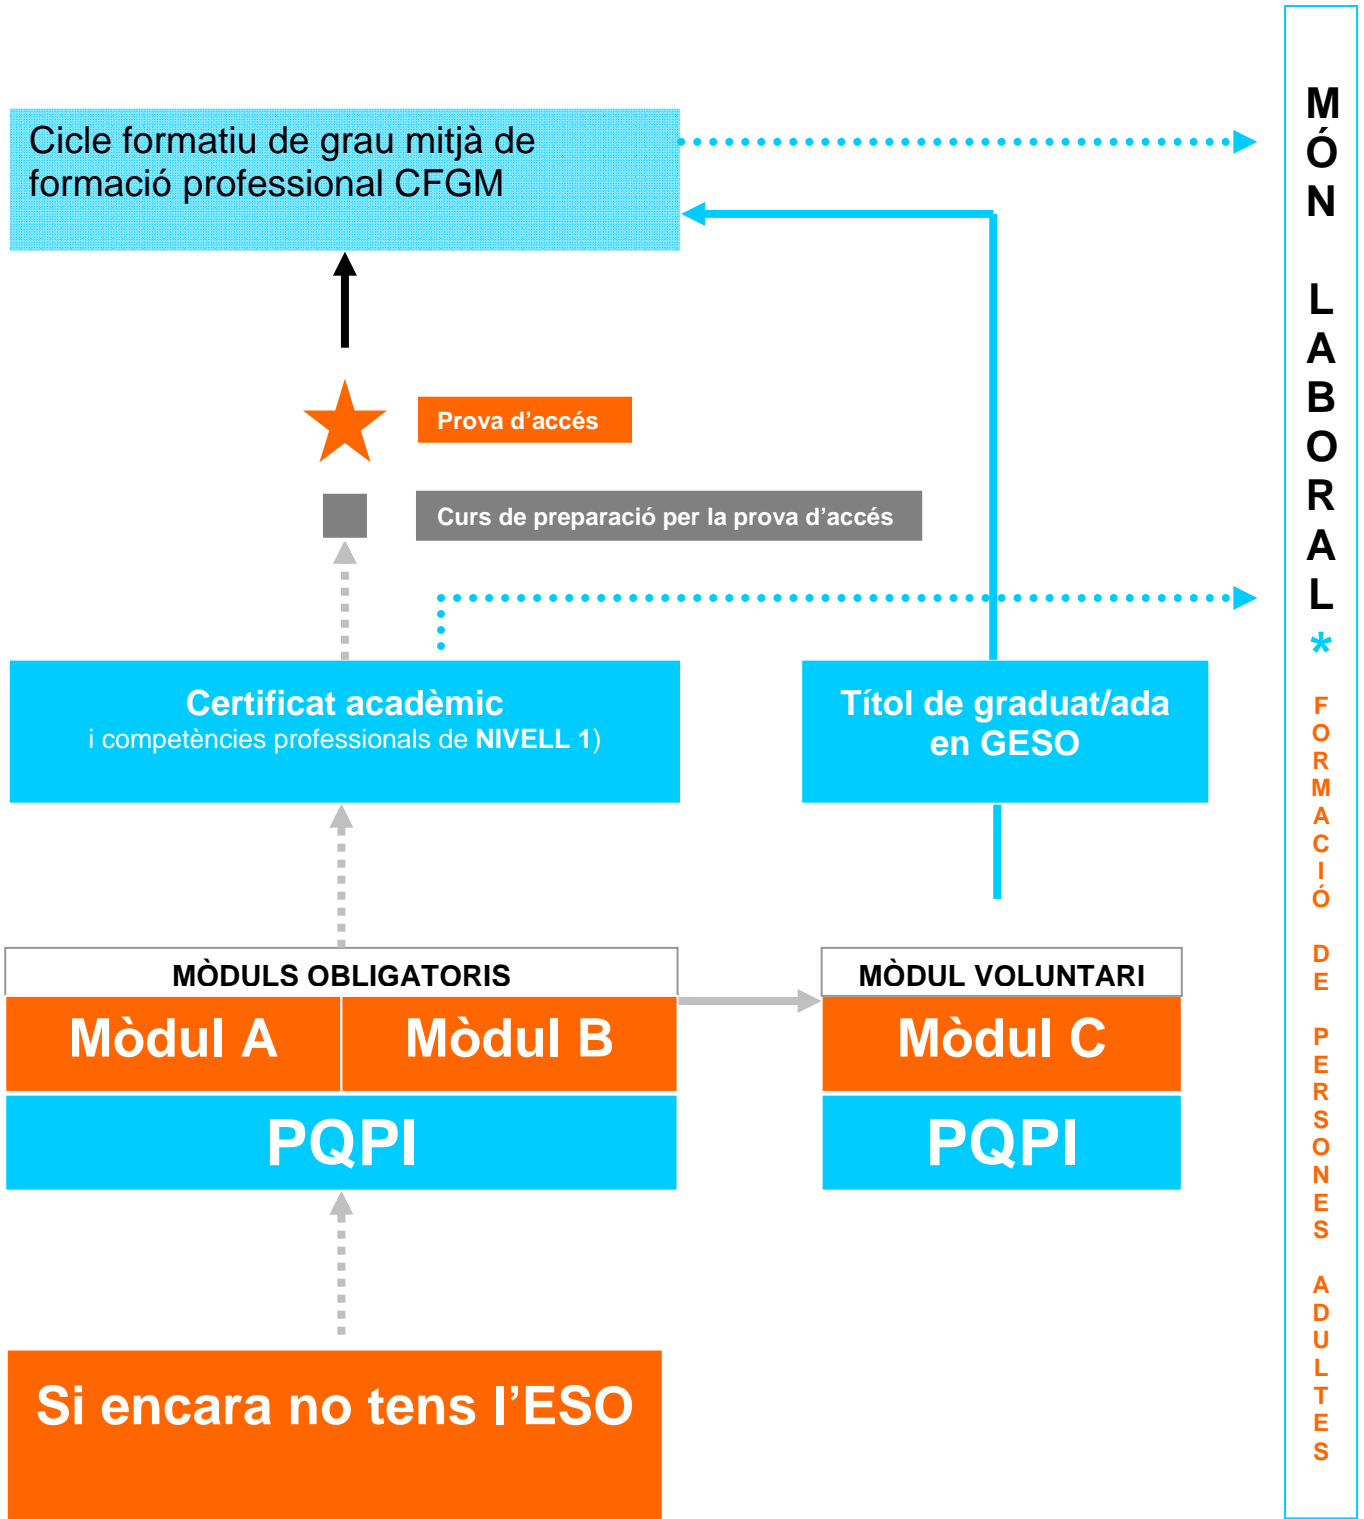 Cicle formatiu de grau mitjà de
formació professional CFGM
Prova d’accés
Curs de preparació per la prova d’accés
Certificat acadèmic
i competències professionals de NIVELL 1)
Títol de graduat/ada
en GESO
MÒDULS OBLIGATORIS
MÒDUL VOLUNTARI
Mòdul A
Mòdul B
Mòdul C
PQPI
PQPI
Si encara no tens l’ESO
MÓN LABORAL*
FORMACIÓ DE PERSONES ADULTES